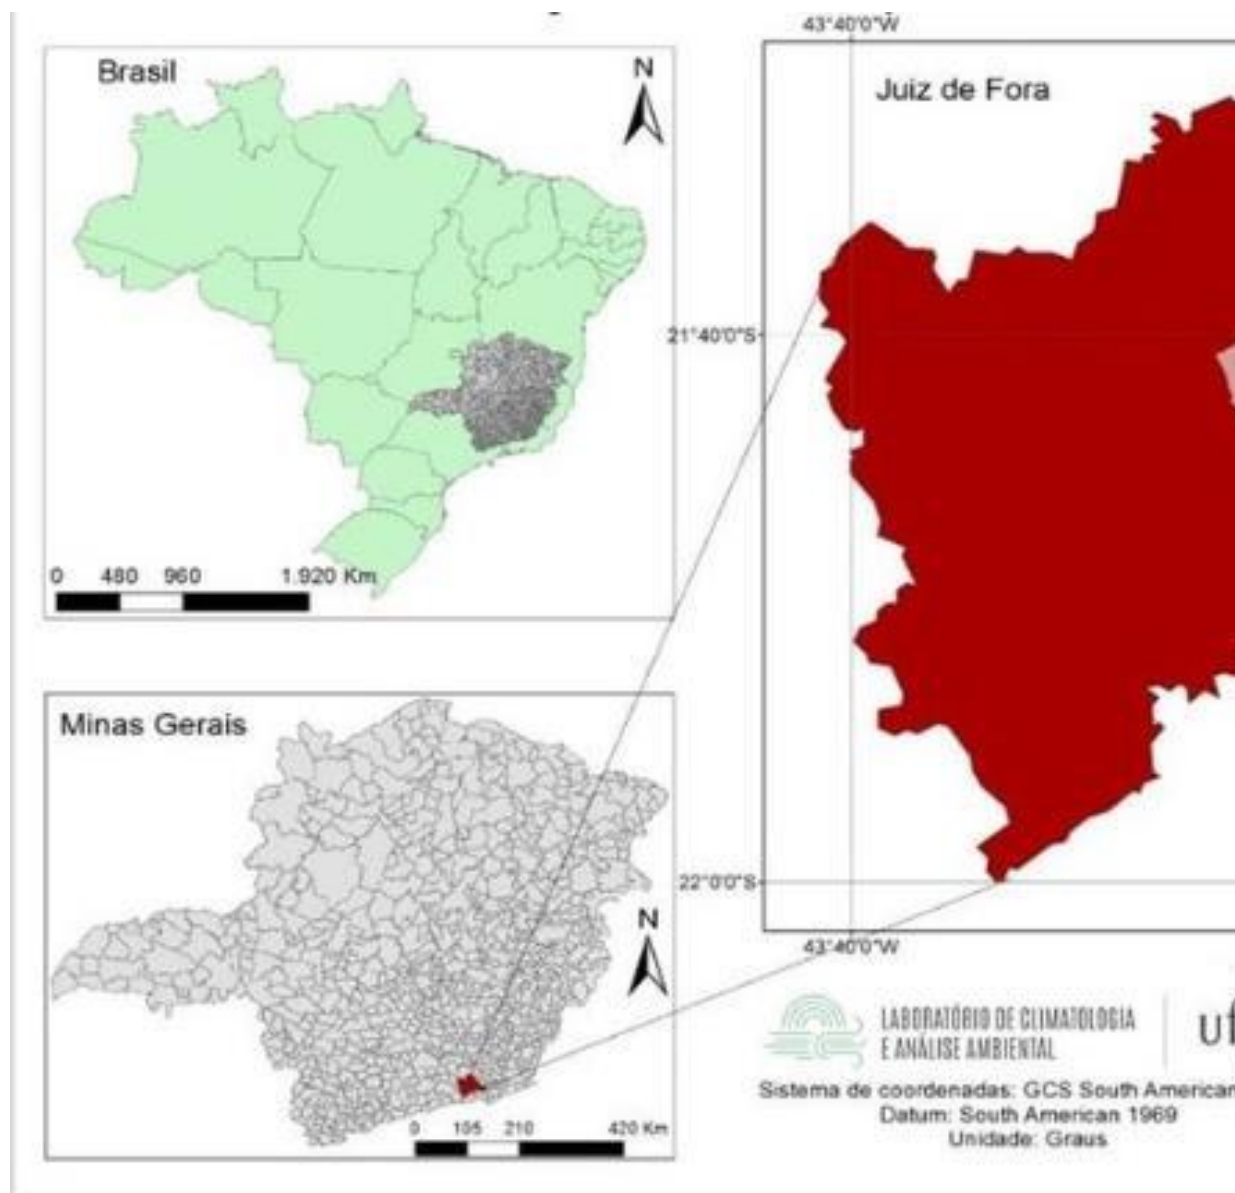 Brasil
N
0 480 960 1.920 Km
43°40'0"W
Juiz de Fora
21°40'0"S
22°0'0"S
43°40'0"W
Minas Gerais
N
0 105 210 420 Km
LABORATÓRIO DE CLIMATOLOGIA
E ANÁLISE AMBIENTAL
Sistema de coordenadas: GCS South American
Datum: South American 1969
Unidade: Graus